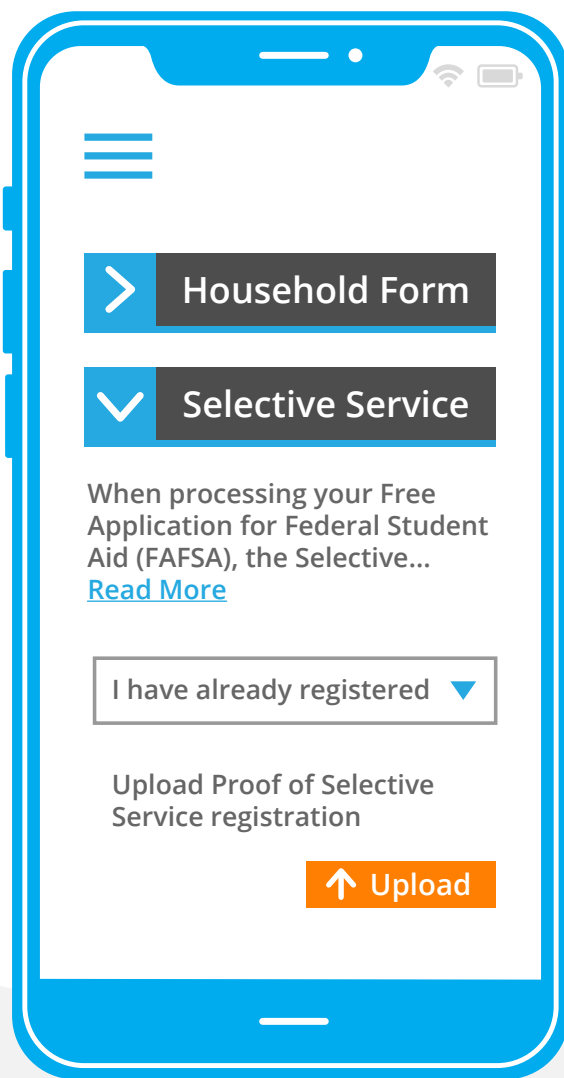 Household Form
Selective Service
When processing your Free
Application for Federal Student
Aid (FAFSA), the Selective...
Read More
I have already registered
Upload Proof of Selective
Service registration
Upload